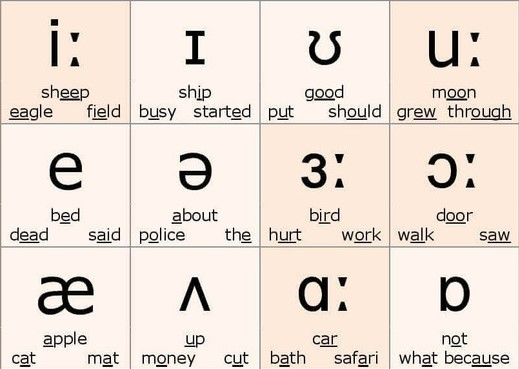 iː ɪ ʊ uː
sheep ship good moon
eagle field busy started put should grew through
e ə ɜː ɔː
bed about bird door
dead said police the hurt work walk saw
æ ʌ ɑː ɒ
apple up car not
cat mat money cut bath safari what because